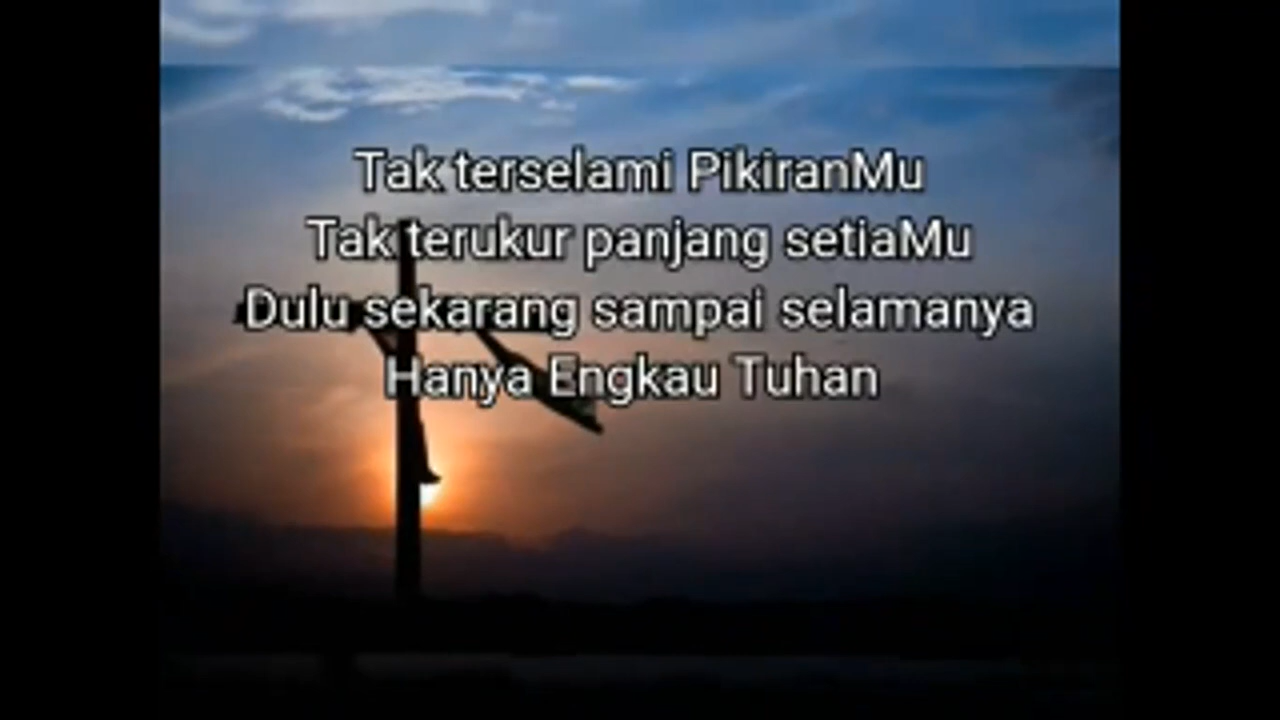 Tak terselami PikiranMu
Tak terukur panjang setiaMu
Dulu sekarang sampai selamanya
Hanya Engkau Tuhan